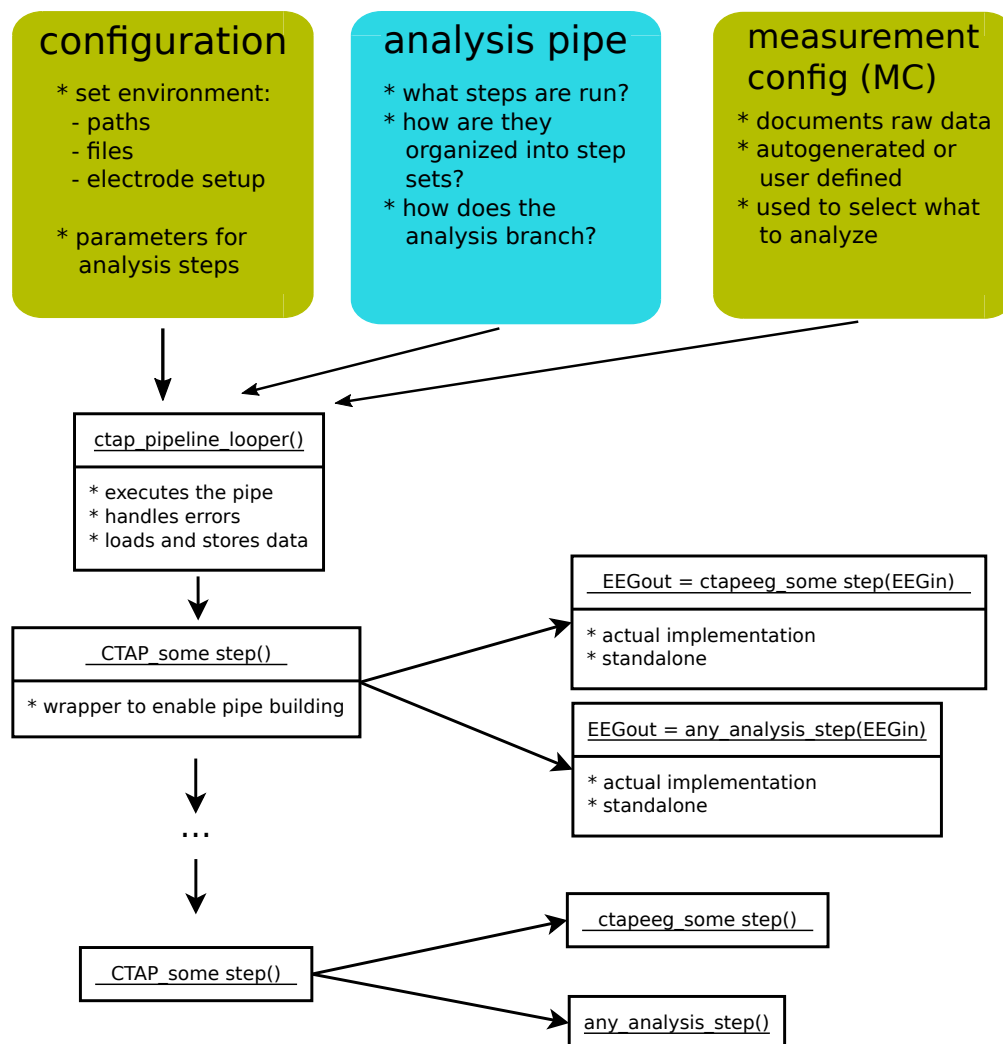 configuration
* set environment:
- paths
- files
- electrode setup
* parameters for
analysis steps
analysis pipe
* what steps are run?
* how are they
organized into step
sets?
* how does the
analysis branch?
measurement
config (MC)
* documents raw data
* autogenerated or
user defined
* used to select what
to analyze
ctap_pipeline_looper()
* executes the pipe
* handles errors
* loads and stores data
CTAP_some step()
* wrapper to enable pipe building
EEGout = ctapeeg_some step(EEGin)
* actual implementation
* standalone
EEGout = any_analysis_step(EEGin)
* actual implementation
* standalone
...
CTAP_some step()
ctapeeg_some step()
any_analysis_step()